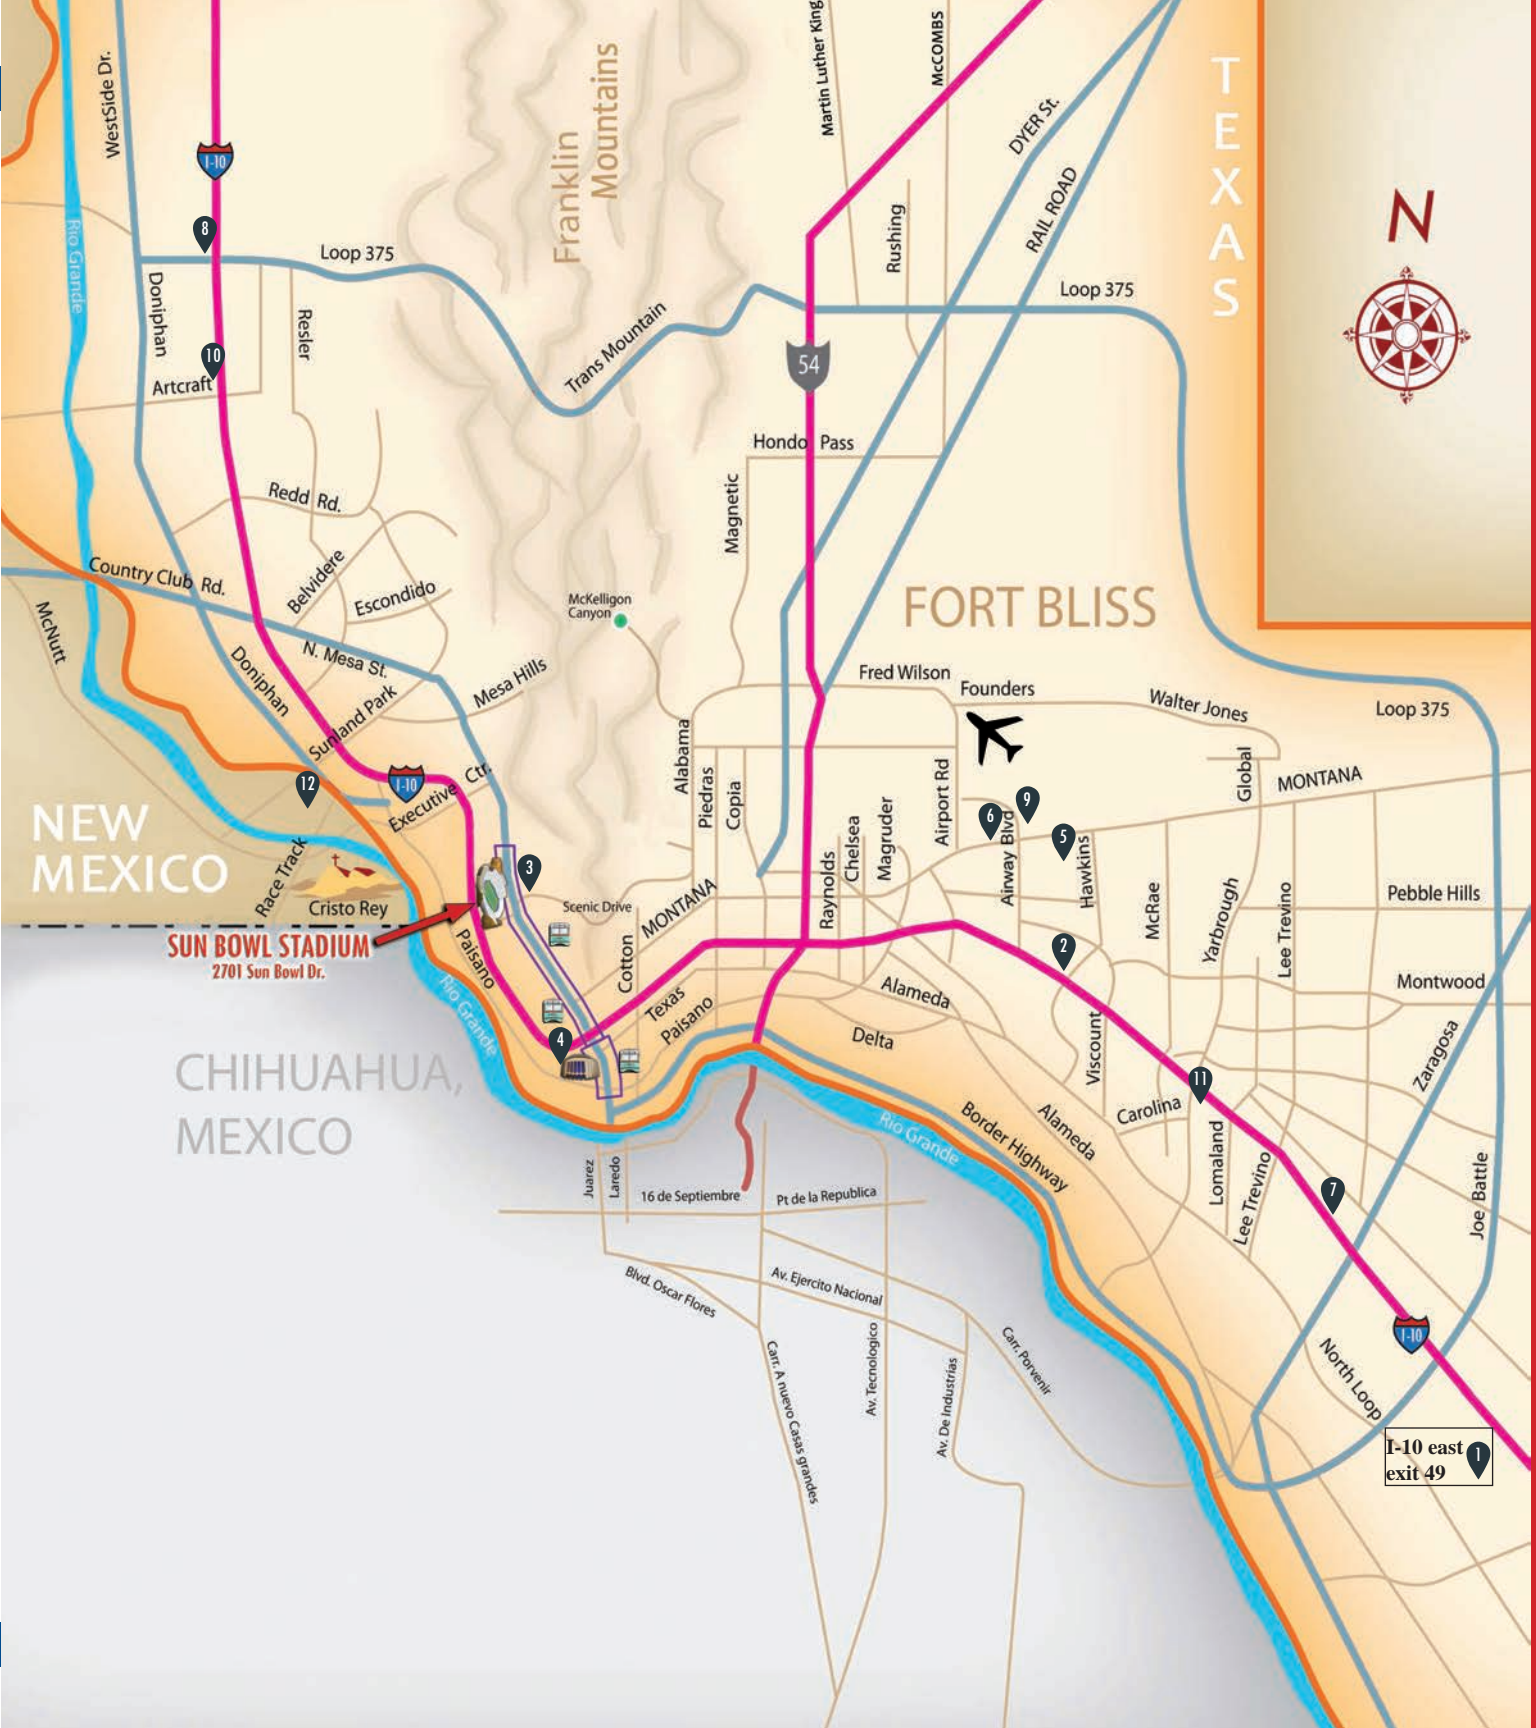 Martin Luther King
McCOMBS
WestSide Dr.
I-10
Franklin
Mountains
DYER St.
RAIL ROAD
TEXAS
N
8
Rio Grande
Loop 375
Rushing
Loop 375
Doniphan
Resler
Trans Mountain
10
Artcraft
54
Hondo Pass
Magnetic
Redd Rd.
Country Club Rd.
Belvidere
Escondido
McKelligon
Canyon
FORT BLISS
McNutt
N. Mesa St.
Doniphan
Mesa Hills
Sunland Park
Fred Wilson
Founders
Walter Jones
Loop 375
Alabama
Piedras
Copia
Airport Rd
Global
MONTANA
12
I-10
Executive Ctr.
NEW
MEXICO
6
9
5
Airway Blvd
Hawkins
Chelsea
Magruder
Raynolds
Race Track
Cristo Rey
3
Scenic Drive
MONTANA
McRae
Yarbrough
Lee Trevino
Pebble Hills
SUN BOWL STADIUM
2701 Sun Bowl Dr.
Paisano
Cotton
2
Montwood
Rio Grande
Texas
Paisano
Alameda
Delta
4
Viscount
Zaragosa
CHIHUAHUA,
MEXICO
11
Carolina
Rio Grande
Border Highway
Alameda
Lomaland
Lee Trevino
Joe Battle
Juarez
Laredo
16 de Septiembre
Pt de la Republica
7
Blvd. Oscar Flores
Av. Ejercito Nacional
Carr. A nuevo Casas grandes
Av. Tecnologico
Av. De Industrias
Carr. Porvenir
I-10
North Loop
I-10 east
exit 49
1